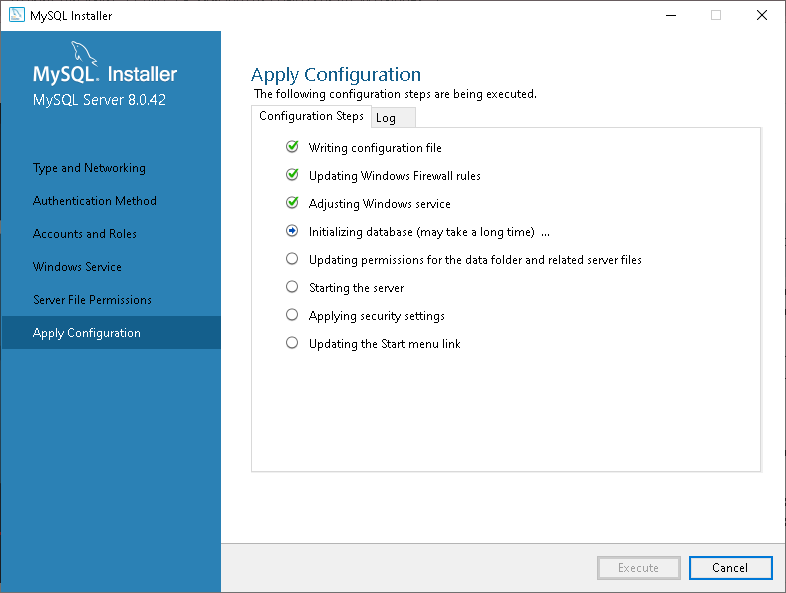 MySQL Installer
MySQL. Installer
MySQL Server 8.0.42
Type and Networking
Authentication Method
Accounts and Roles
Windows Service
Server File Permissions
Apply Configuration
Apply Configuration
The following configuration steps are being executed.
Configuration Steps
Log
Writing configuration file
Updating Windows Firewall rules
Adjusting Windows service
Initializing database (may take a long time) ...
Updating permissions for the data folder and related server files
Starting the server
Applying security settings
Updating the Start menu link
Execute
Cancel